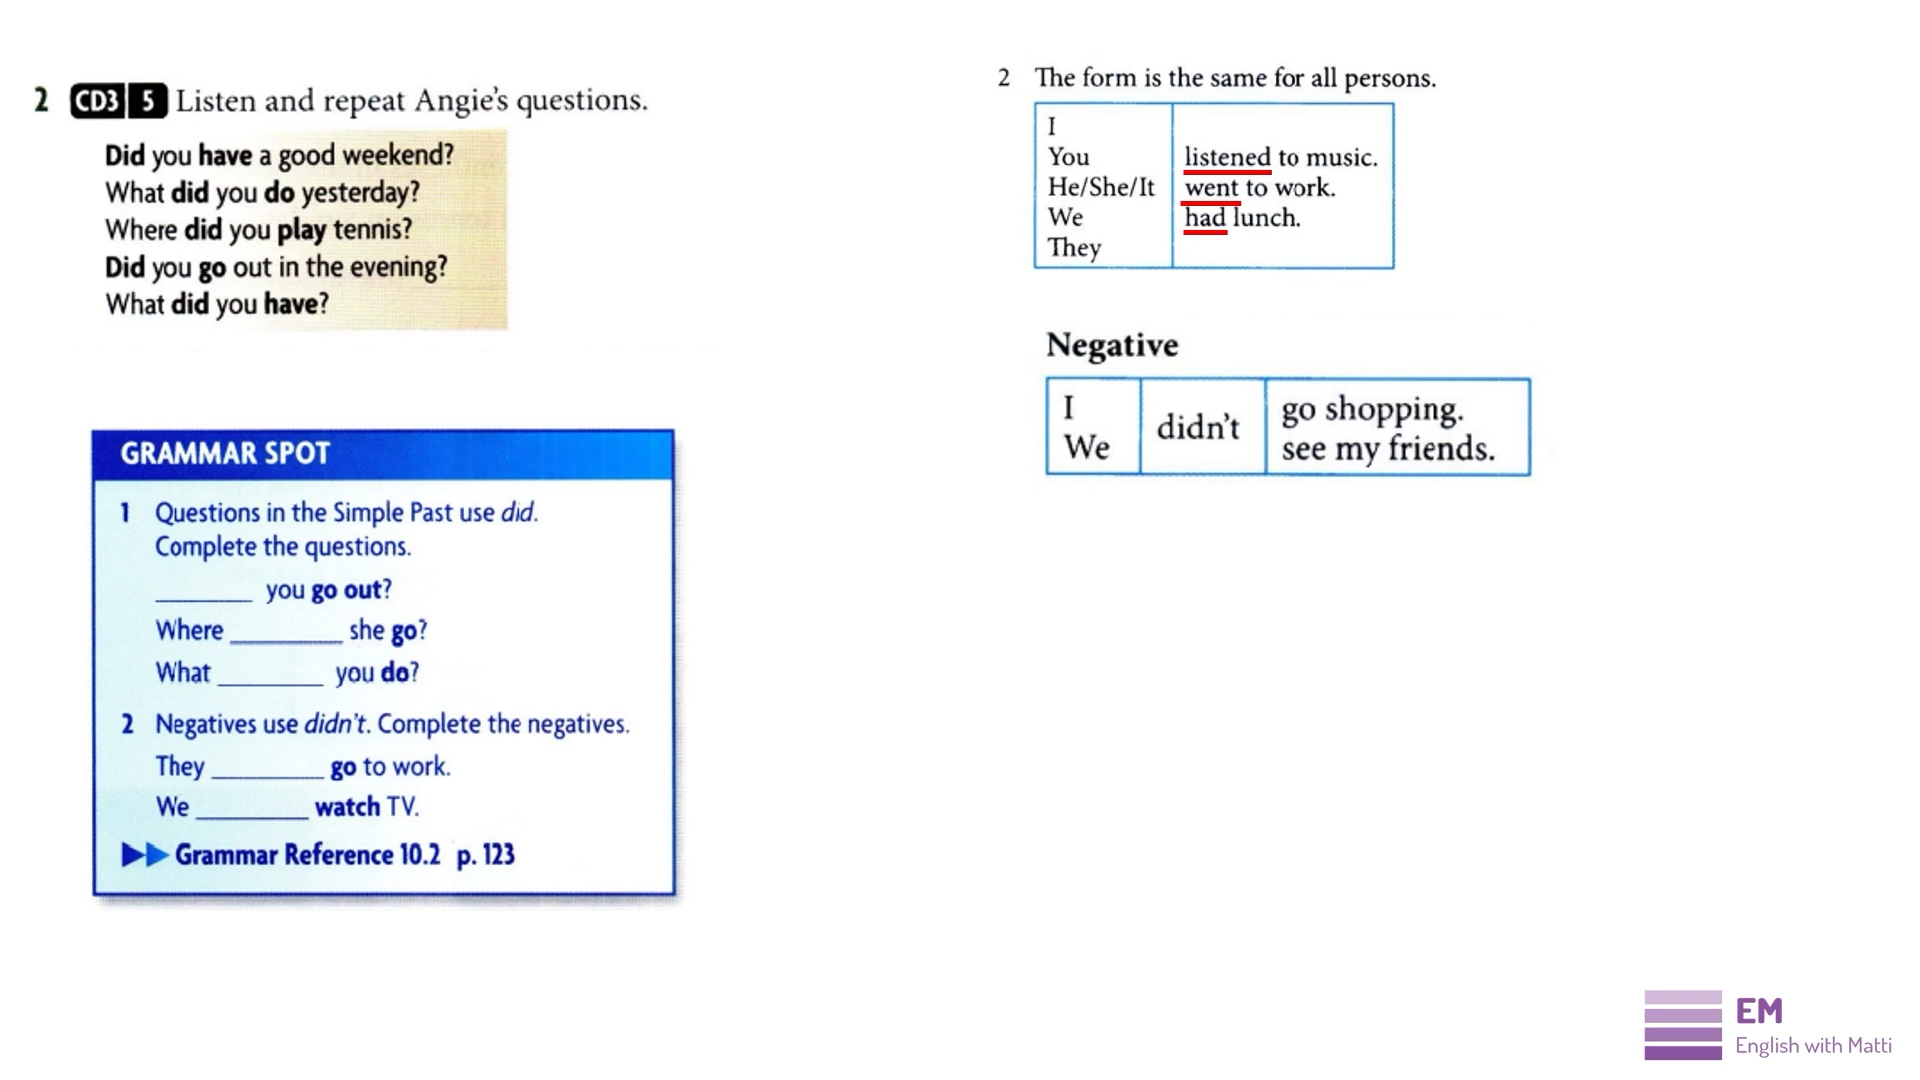 2 CD3 5 Listen and repeat Angie's questions.
Did you have a good weekend?
What did you do yesterday?
Where did you play tennis?
Did you go out in the evening?
What did you have?
GRAMMAR SPOT
1 Questions in the Simple Past use did.
Complete the questions.
________ you go out?
Where ________ she go?
What ________ you do?
2 Negatives use didn't. Complete the negatives.
They ________ go to work.
We ________ watch TV.
Grammar Reference 10.2 p. 123
2 The form is the same for all persons.
I
You listened to music.
He/She/It went to work.
We had lunch.
They
Negative
I go shopping.
didn't
We see my friends.
EM
English with Matti